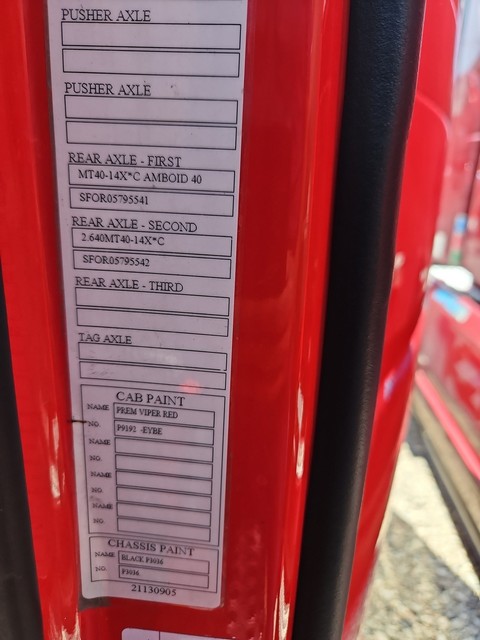 PUSHER AXLE
PUSHER AXLE
REAR AXLE - FIRST
MT40-14X*C AMBOID 40
SFOR05795541
REAR AXLE - SECOND
2.640MT40-14X*C
SFOR05795542
REAR AXLE - THIRD
TAG AXLE
CAB PAINT
NAME PREM VIPER RED
NO. P9192 -EYBE
NAME
NO.
NAME
NO.
NAME
NO.
CHASSIS PAINT
NAME BLACK P3036
NO. P3036
21130905